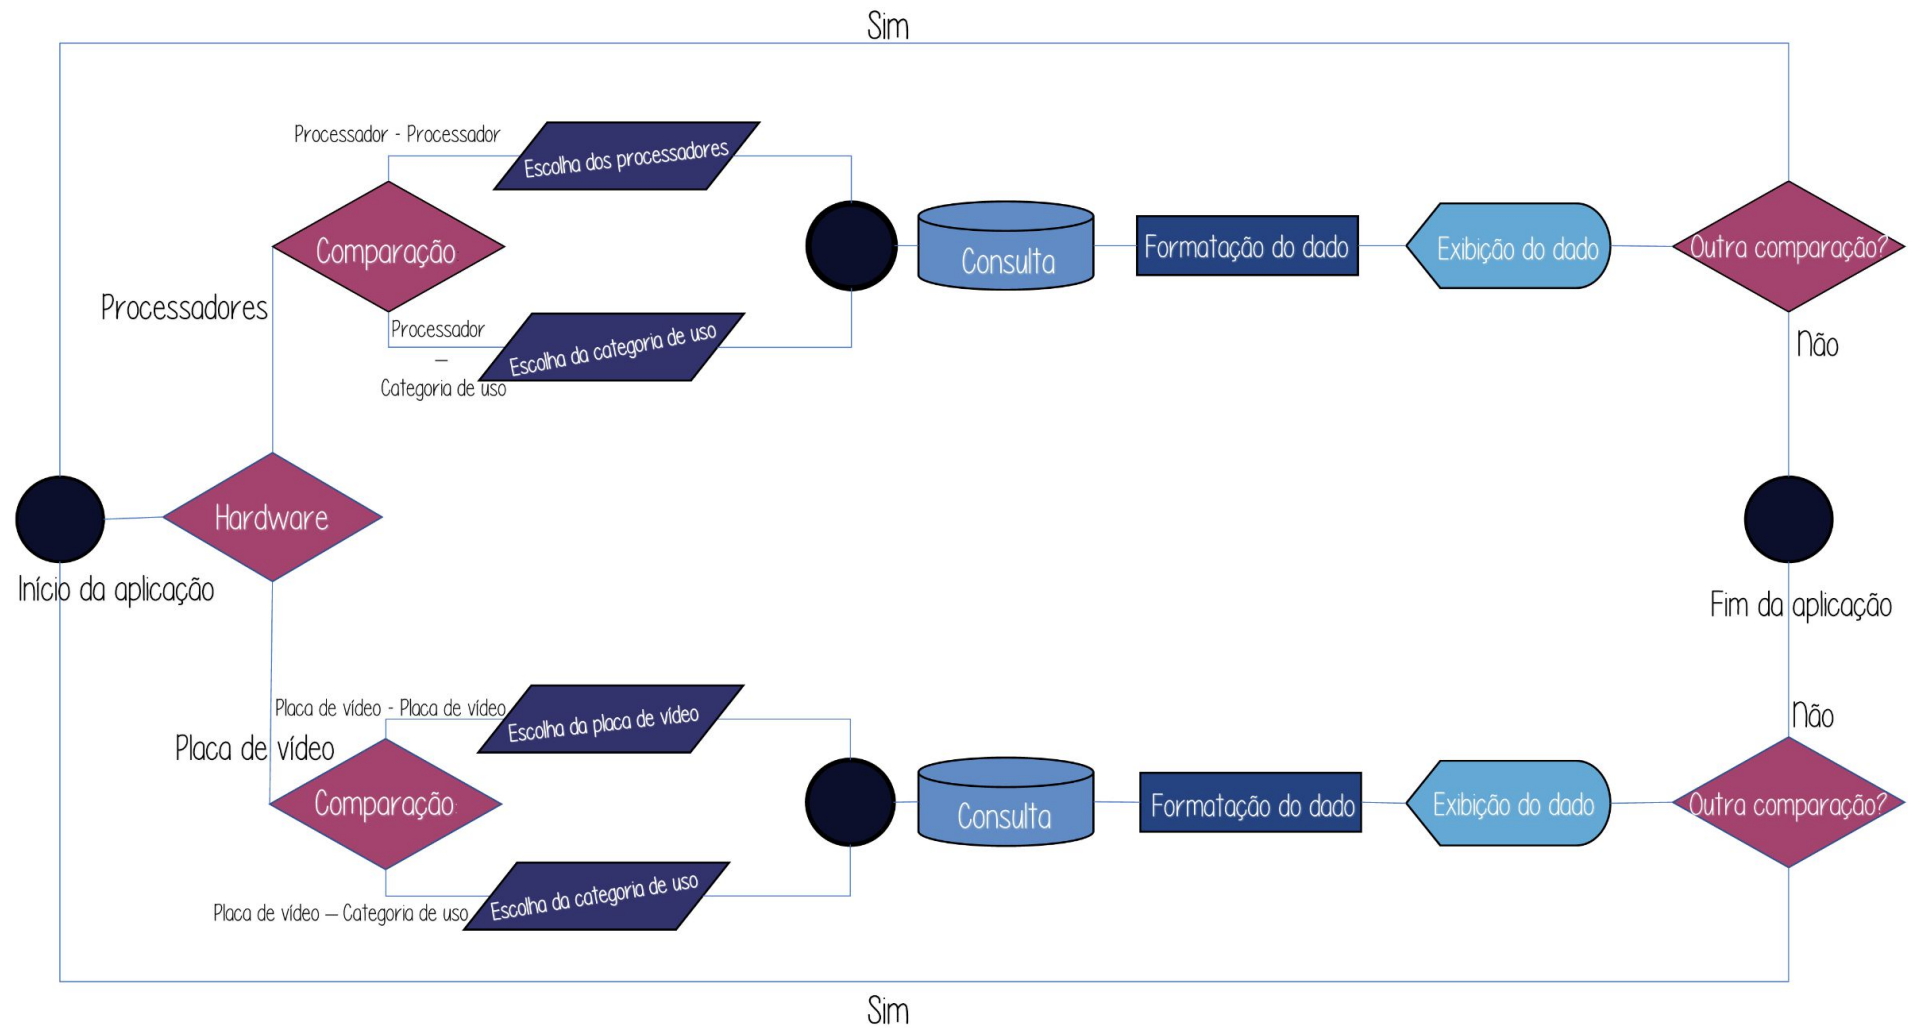 Sim
Processador - Processador
Escolha dos processadores
Comparação
Consulta
Formatação do dado
Exibição do dado
Outra comparação?
Processadores
Processador
–
Categoria de uso
Escolha da categoria de uso
Não
Hardware
Início da aplicação
Fim da aplicação
Placa de vídeo - Placa de vídeo
Escolha da placa de vídeo
Placa de vídeo
Não
Comparação:
Consulta
Formatação do dado
Exibição do dado
Outra comparação?
Placa de vídeo – Categoria de uso
Escolha da categoria de uso
Sim